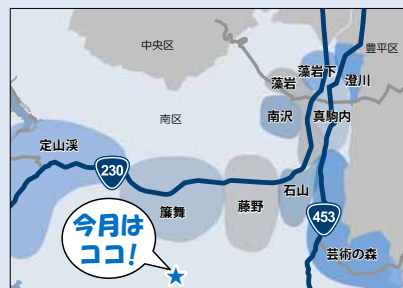 中央区
豊平区
藻岩下
藻岩
澄川
南沢
真駒内
南区
定山渓
230
簾舞
藤野
石山
453
今月は
ココ!
芸術の森